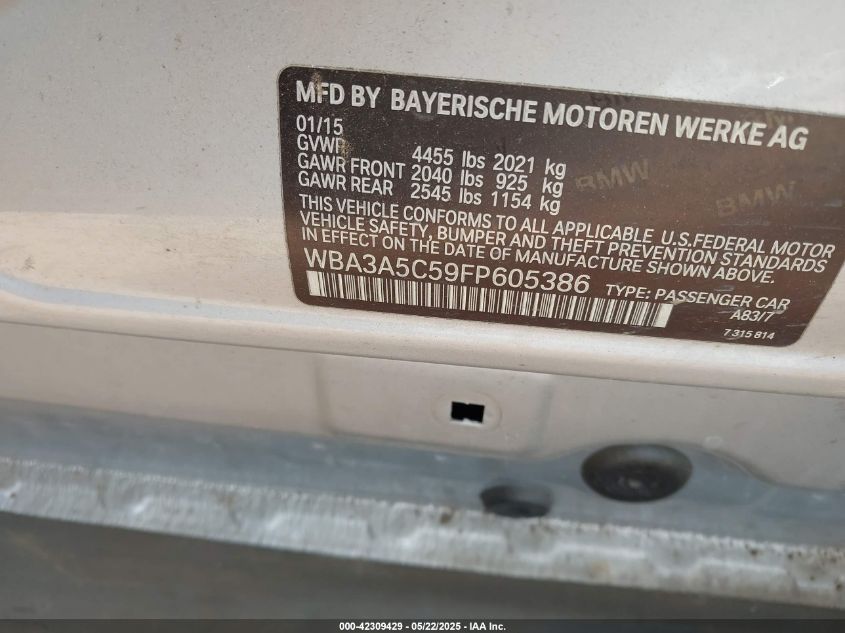 MFD BY BAYERISCHE MOTOREN WERKE AG
01/15
GVWR 4455 lbs 2021 kg
GAWR FRONT 2040 lbs 925 kg
GAWR REAR 2545 lbs 1154 kg
BMW BMW
THIS VEHICLE CONFORMS TO ALL APPLICABLE U.S.FEDERAL MOTOR
VEHICLE SAFETY, BUMPER AND THEFT PREVENTION STANDARDS
IN EFFECT ON THE DATE OF MANUFACTURE SHOWN ABOVE.
WBA3A5C59FP605386 TYPE: PASSENGER CAR
A83/7
7 315 814
000-42309429 - 05/22/2025 - IAA Inc.